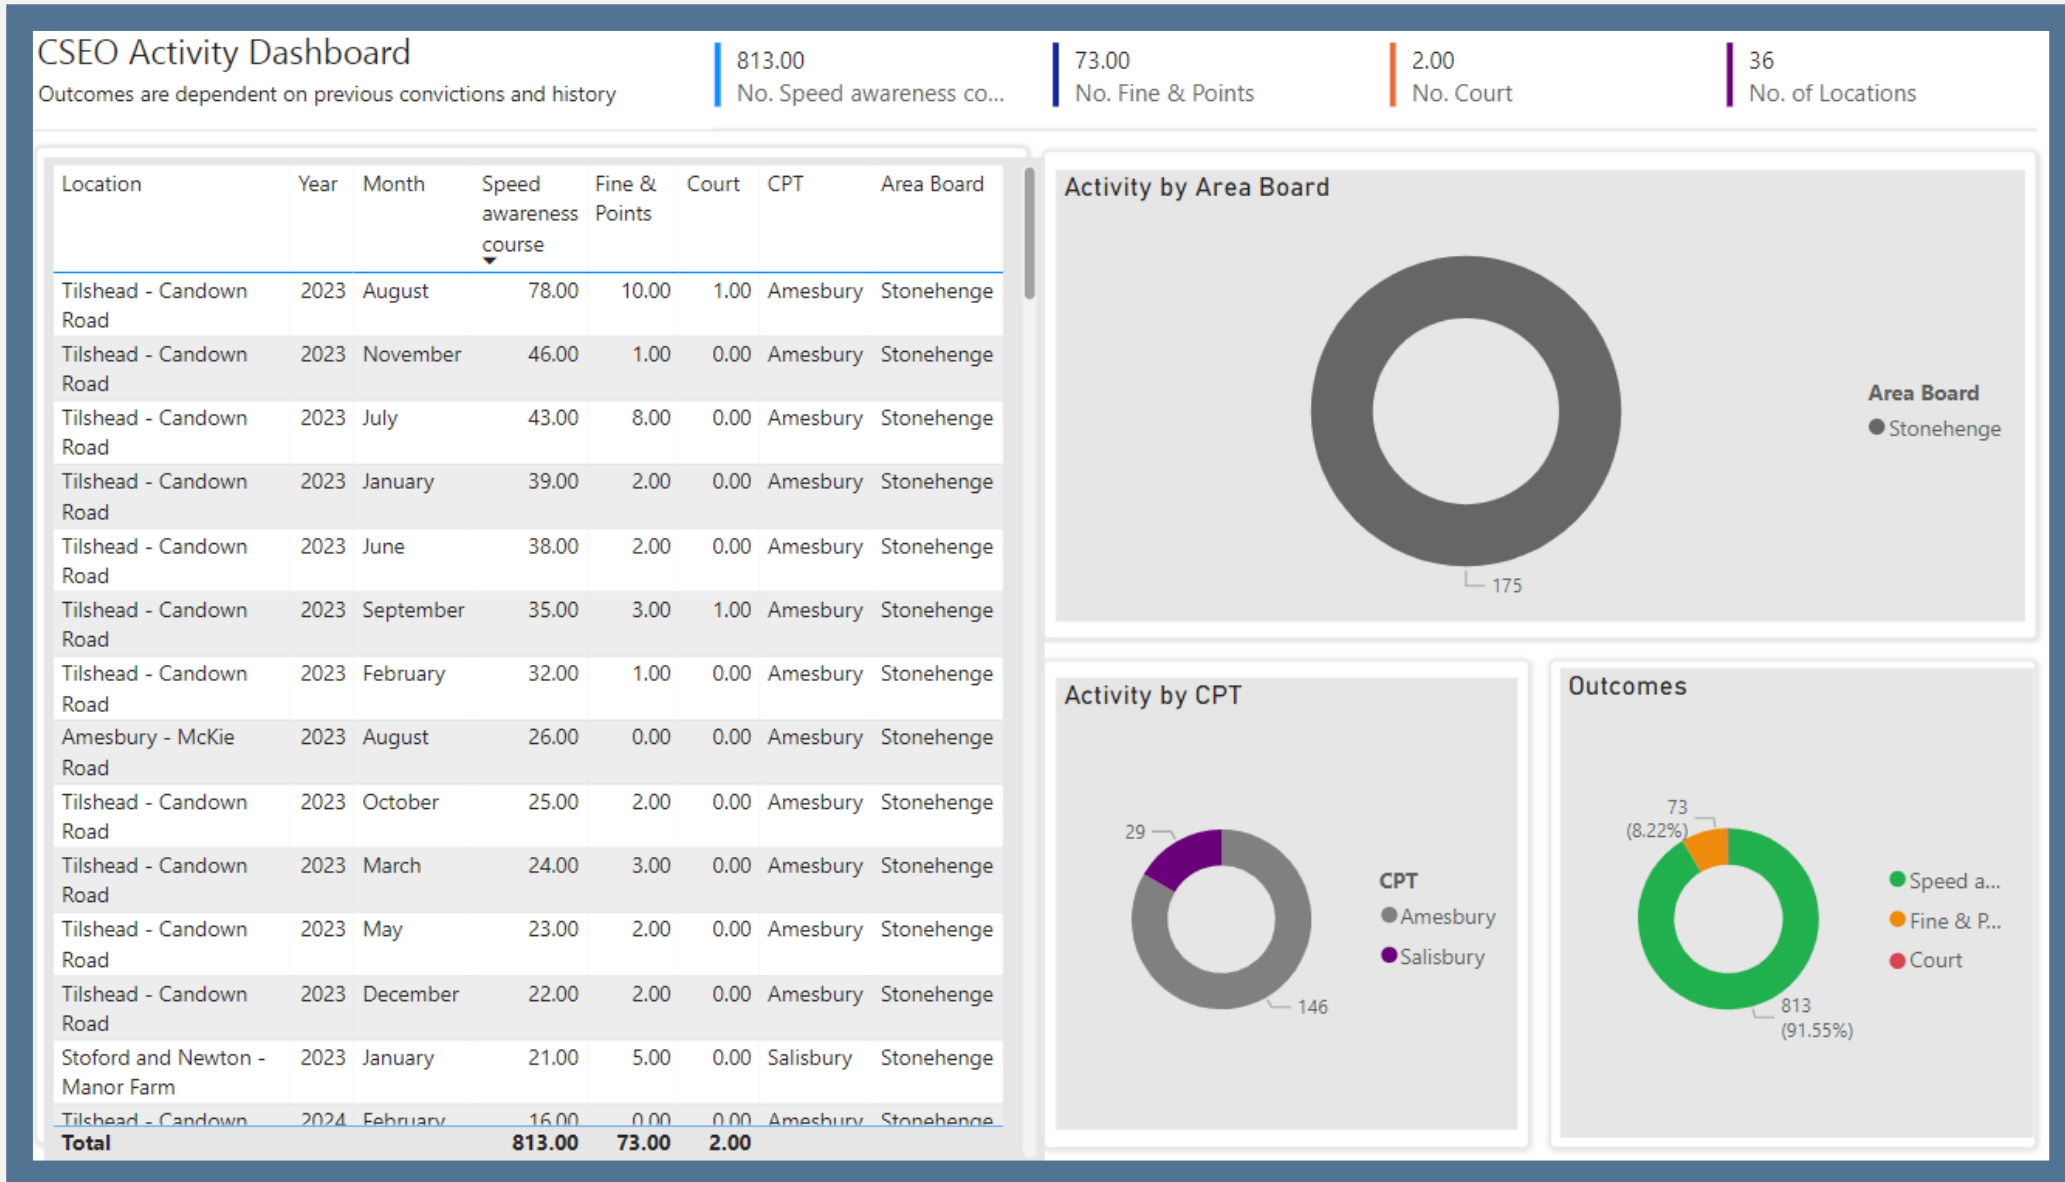 CSEO Activity Dashboard
Outcomes are dependent on previous convictions and history
813.00
No. Speed awareness co...
73.00
No. Fine & Points
2.00
No. Court
36
No. of Locations
Location Year Month Speed awareness course Fine & Points Court CPT Area Board
Tilshead - Candown Road 2023 August 78.00 10.00 1.00 Amesbury Stonehenge
Tilshead - Candown Road 2023 November 46.00 1.00 0.00 Amesbury Stonehenge
Tilshead - Candown Road 2023 July 43.00 8.00 0.00 Amesbury Stonehenge
Tilshead - Candown Road 2023 January 39.00 2.00 0.00 Amesbury Stonehenge
Tilshead - Candown Road 2023 June 38.00 2.00 0.00 Amesbury Stonehenge
Tilshead - Candown Road 2023 September 35.00 3.00 1.00 Amesbury Stonehenge
Tilshead - Candown Road 2023 February 32.00 1.00 0.00 Amesbury Stonehenge
Amesbury - McKie Road 2023 August 26.00 0.00 0.00 Amesbury Stonehenge
Tilshead - Candown Road 2023 October 25.00 2.00 0.00 Amesbury Stonehenge
Tilshead - Candown Road 2023 March 24.00 3.00 0.00 Amesbury Stonehenge
Tilshead - Candown Road 2023 May 23.00 2.00 0.00 Amesbury Stonehenge
Tilshead - Candown Road 2023 December 22.00 2.00 0.00 Amesbury Stonehenge
Stoford and Newton - Manor Farm 2023 January 21.00 5.00 0.00 Salisbury Stonehenge
Tilshead - Candown 2024 February 16.00 0.00 0.00 Amesbury Stonehenge
Total 813.00 73.00 2.00
Activity by Area Board
175
Area Board
Stonehenge
Activity by CPT
29
146
CPT
Amesbury
Salisbury
Outcomes
73
(8.22%)
813
(91.55%)
Speed a...
Fine & P...
Court